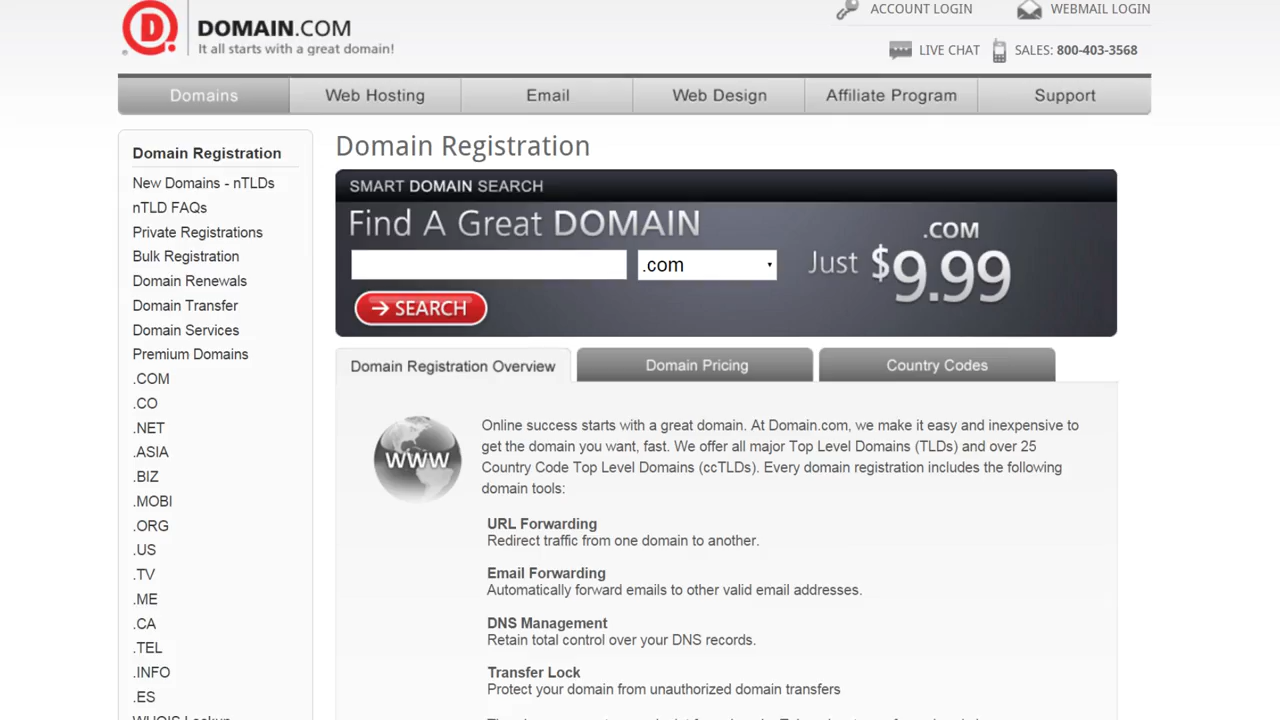 DOMAIN.COM
It all starts with a great domain!
ACCOUNT LOGIN
WEBMAIL LOGIN
LIVE CHAT
SALES: 800-403-3568
Domains
Web Hosting
Email
Web Design
Affiliate Program
Support
Domain Registration
New Domains - nTLDs
nTLD FAQs
Private Registrations
Bulk Registration
Domain Renewals
Domain Transfer
Domain Services
Premium Domains
.COM
.CO
.NET
.ASIA
.BIZ
.MOBI
.ORG
.US
.TV
.ME
.CA
.TEL
.INFO
.ES
WHOIS Lookup
Domain Registration
SMART DOMAIN SEARCH
Find A Great DOMAIN
.com
SEARCH
.COM
Just $9.99
Domain Registration Overview
Domain Pricing
Country Codes
www
Online success starts with a great domain. At Domain.com, we make it easy and inexpensive to
get the domain you want, fast. We offer all major Top Level Domains (TLDs) and over 25
Country Code Top Level Domains (ccTLDs). Every domain registration includes the following
domain tools:
URL Forwarding
Redirect traffic from one domain to another.
Email Forwarding
Automatically forward emails to other valid email addresses.
DNS Management
Retain total control over your DNS records.
Transfer Lock
Protect your domain from unauthorized domain transfers